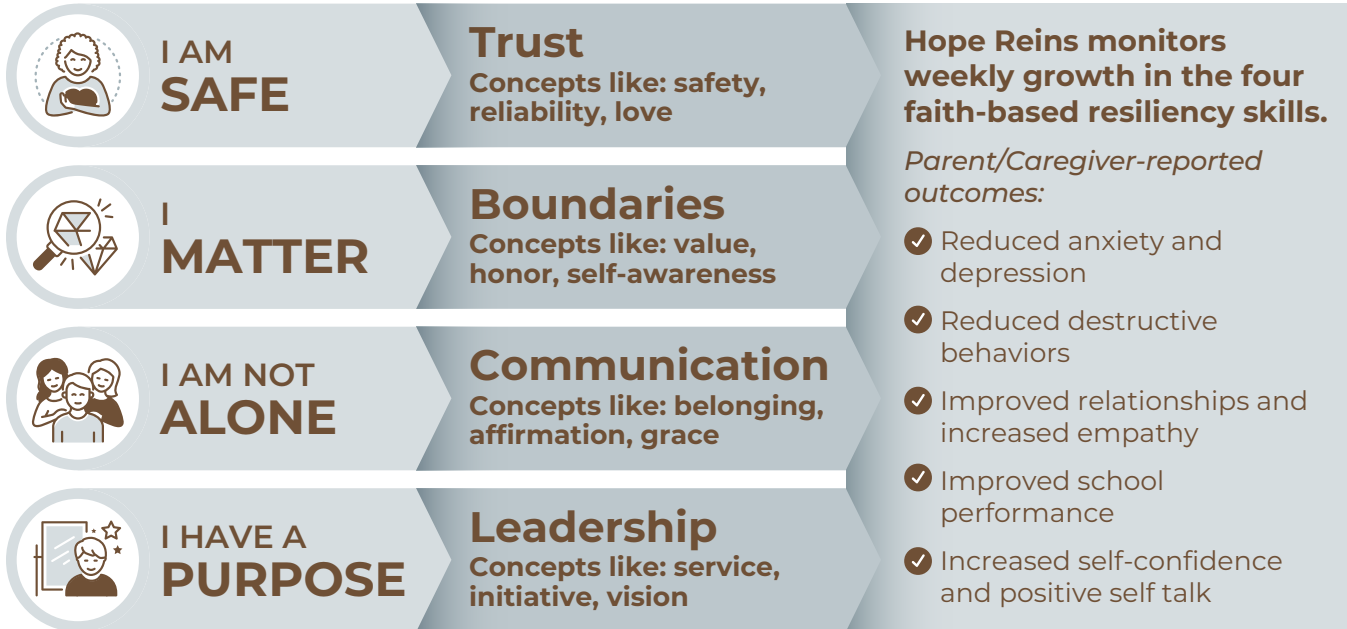 I AM
SAFE
Trust
Concepts like: safety,
reliability, love
I
MATTER
Boundaries
Concepts like: value,
honor, self-awareness
I AM NOT
ALONE
Communication
Concepts like: belonging,
affirmation, grace
I HAVE A
PURPOSE
Leadership
Concepts like: service,
initiative, vision
Hope Reins monitors
weekly growth in the four
faith-based resiliency skills.
Parent/Caregiver-reported
outcomes:
Reduced anxiety and
depression
Reduced destructive
behaviors
Improved relationships and
increased empathy
Improved school
performance
Increased self-confidence
and positive self talk